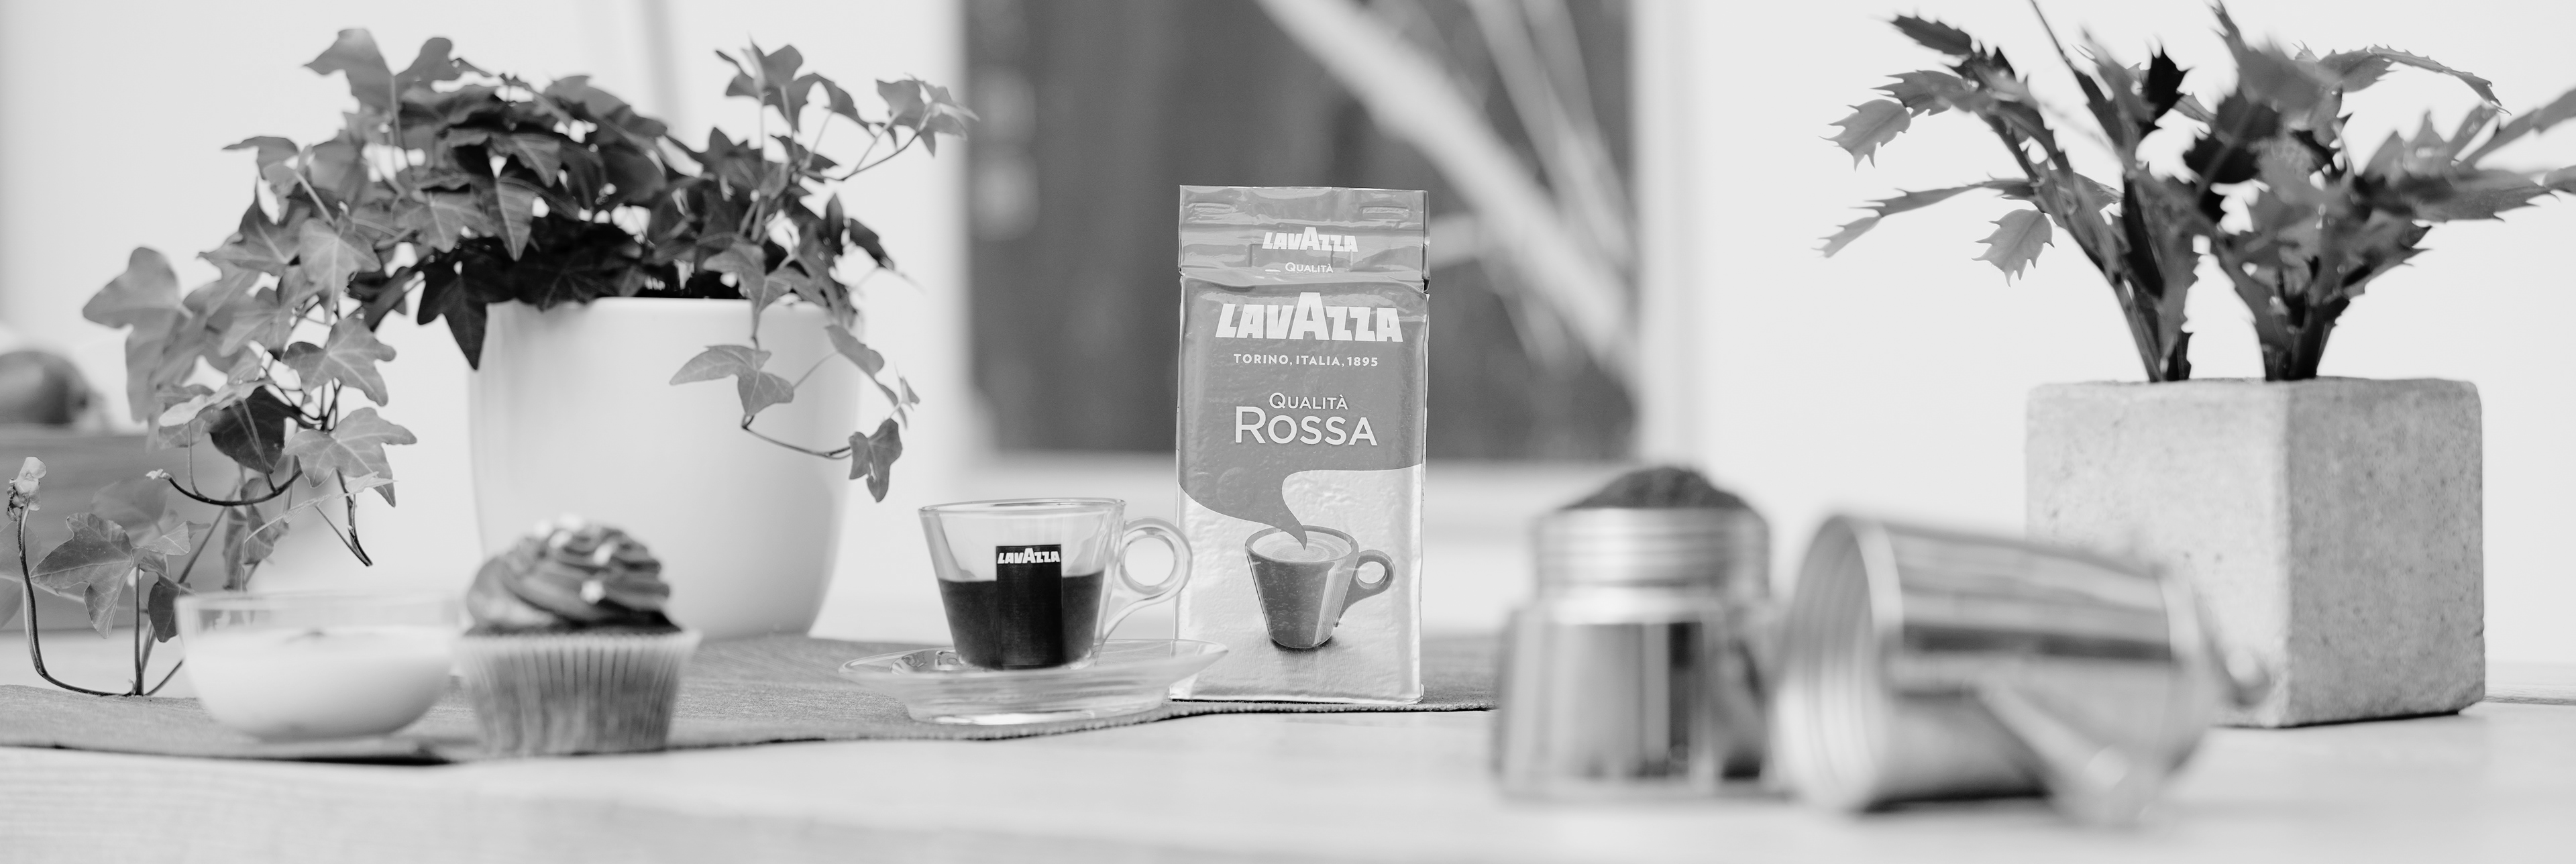 LAVAZZA
QUALITÀ
LAVAZZA
TORINO, ITALIA, 1895
QUALITÀ
ROSSA
LAVAZZA